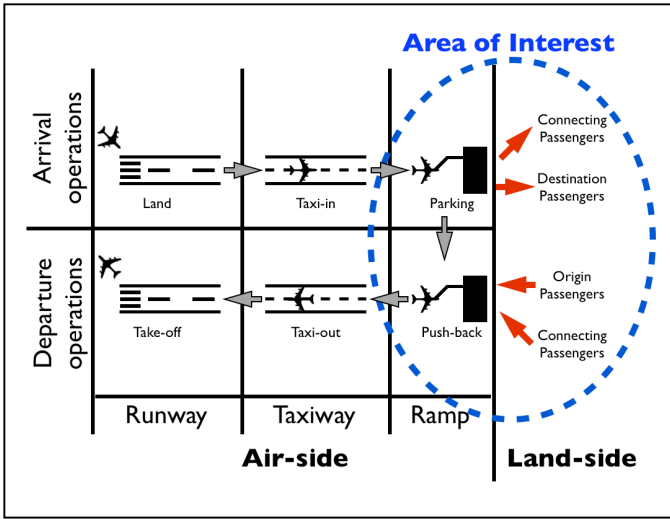 Area of Interest
Arrival
operations
Connecting
Passengers
Destination
Passengers
Land
Taxi-in
Parking
Departure
operations
Origin
Passengers
Connecting
Passengers
Take-off
Taxi-out
Push-back
Runway
Taxiway
Ramp
Air-side
Land-side